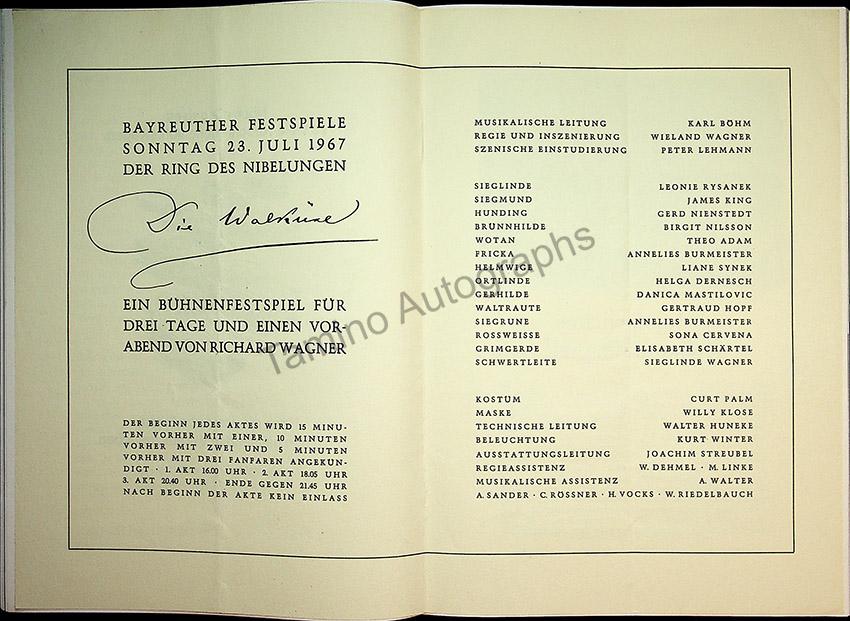 BAYREUTHER FESTSPIELE
SONNTAG 23. JULI 1967
DER RING DES NIBELUNGEN
Die Walküre
EIN BÜHNENFESTSPIEL FÜR
DREI TAGE UND EINEN VOR-
ABEND VON RICHARD WAGNER
DER BEGINN JEDES AKTES WIRD 15 MINU-
TEN VORHER MIT EINER, 10 MINUTEN
VORHER MIT ZWEI UND 5 MINUTEN
VORHER MIT DREI FANFAREN ANGEKÜN-
DIGT · 1. AKT 16.00 UHR · 2. AKT 18.05 UHR
3. AKT 20.40 UHR · ENDE GEGEN 21.45 UHR
NACH BEGINN DER AKTE KEIN EINLASS
MUSIKALISCHE LEITUNG KARL BÖHM
REGIE UND INSZENIERUNG WIELAND WAGNER
SZENISCHE EINSTUDIERUNG PETER LEHMANN
SIEGLINDE LEONIE RYSANEK
SIEGMUND JAMES KING
HUNDING GERD NIENSTEDT
BRÜNNHILDE BIRGIT NILSSON
WOTAN THEO ADAM
FRICKA ANNELIES BURMEISTER
HELMWIGE LIANE SYNEK
ORTLINDE HELGA DERNESCH
GERHILDE DANICA MASTILOVIC
WALTRAUTE GERTRAUD HOPF
SIEGRUNE ANNELIES BURMEISTER
ROSSWEISSE SONA CERVENA
GRIMGERDE ELISABETH SCHÄRTEL
SCHWERTLEITE SIEGLINDE WAGNER
KOSTÜM CURT PALM
MASKE WILLY KLOSE
TECHNISCHE LEITUNG WALTER HUNEKE
BELEUCHTUNG KURT WINTER
AUSSTATTUNGSLEITUNG JOACHIM STREUBEL
REGIEASSISTENZ W. DEHMEL · M. LINKE
MUSIKALISCHE ASSISTENZ A. WALTER
A. SANDER · C. RÖSSNER · H. VOCKS · W. RIEDELBAUCH
Tamino Autographs